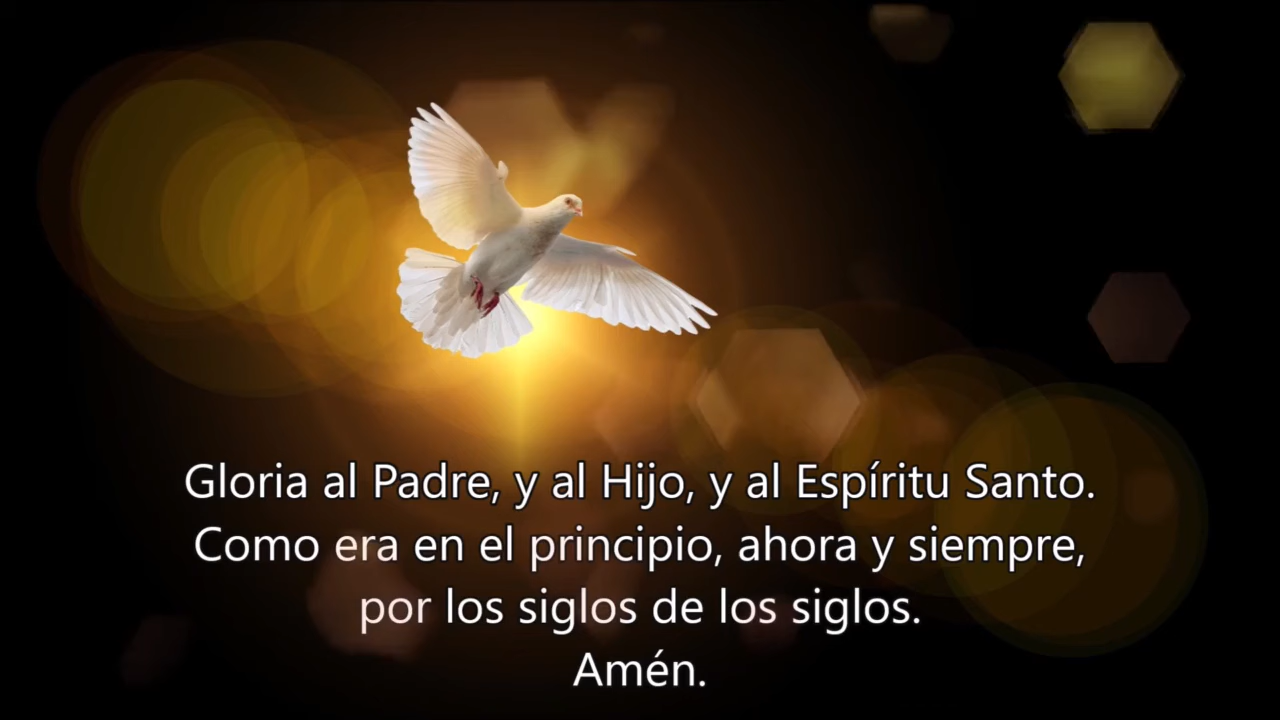 Gloria al Padre, y al Hijo, y al Espíritu Santo.
Como era en el principio, ahora y siempre,
por los siglos de los siglos.
Amén.